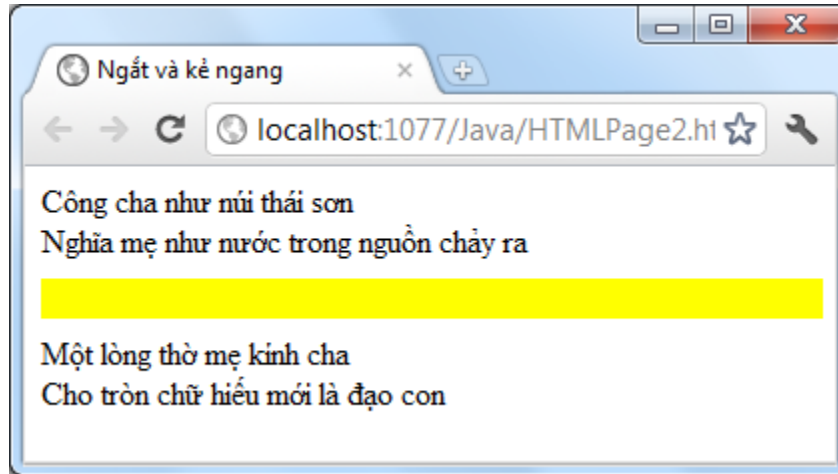 Ngắt và kẻ ngang
localhost:1077/Java/HTMLPage2.ht
Công cha như núi thái sơn
Nghĩa mẹ như nước trong nguồn chảy ra
Một lòng thờ mẹ kính cha
Cho tròn chữ hiếu mới là đạo con